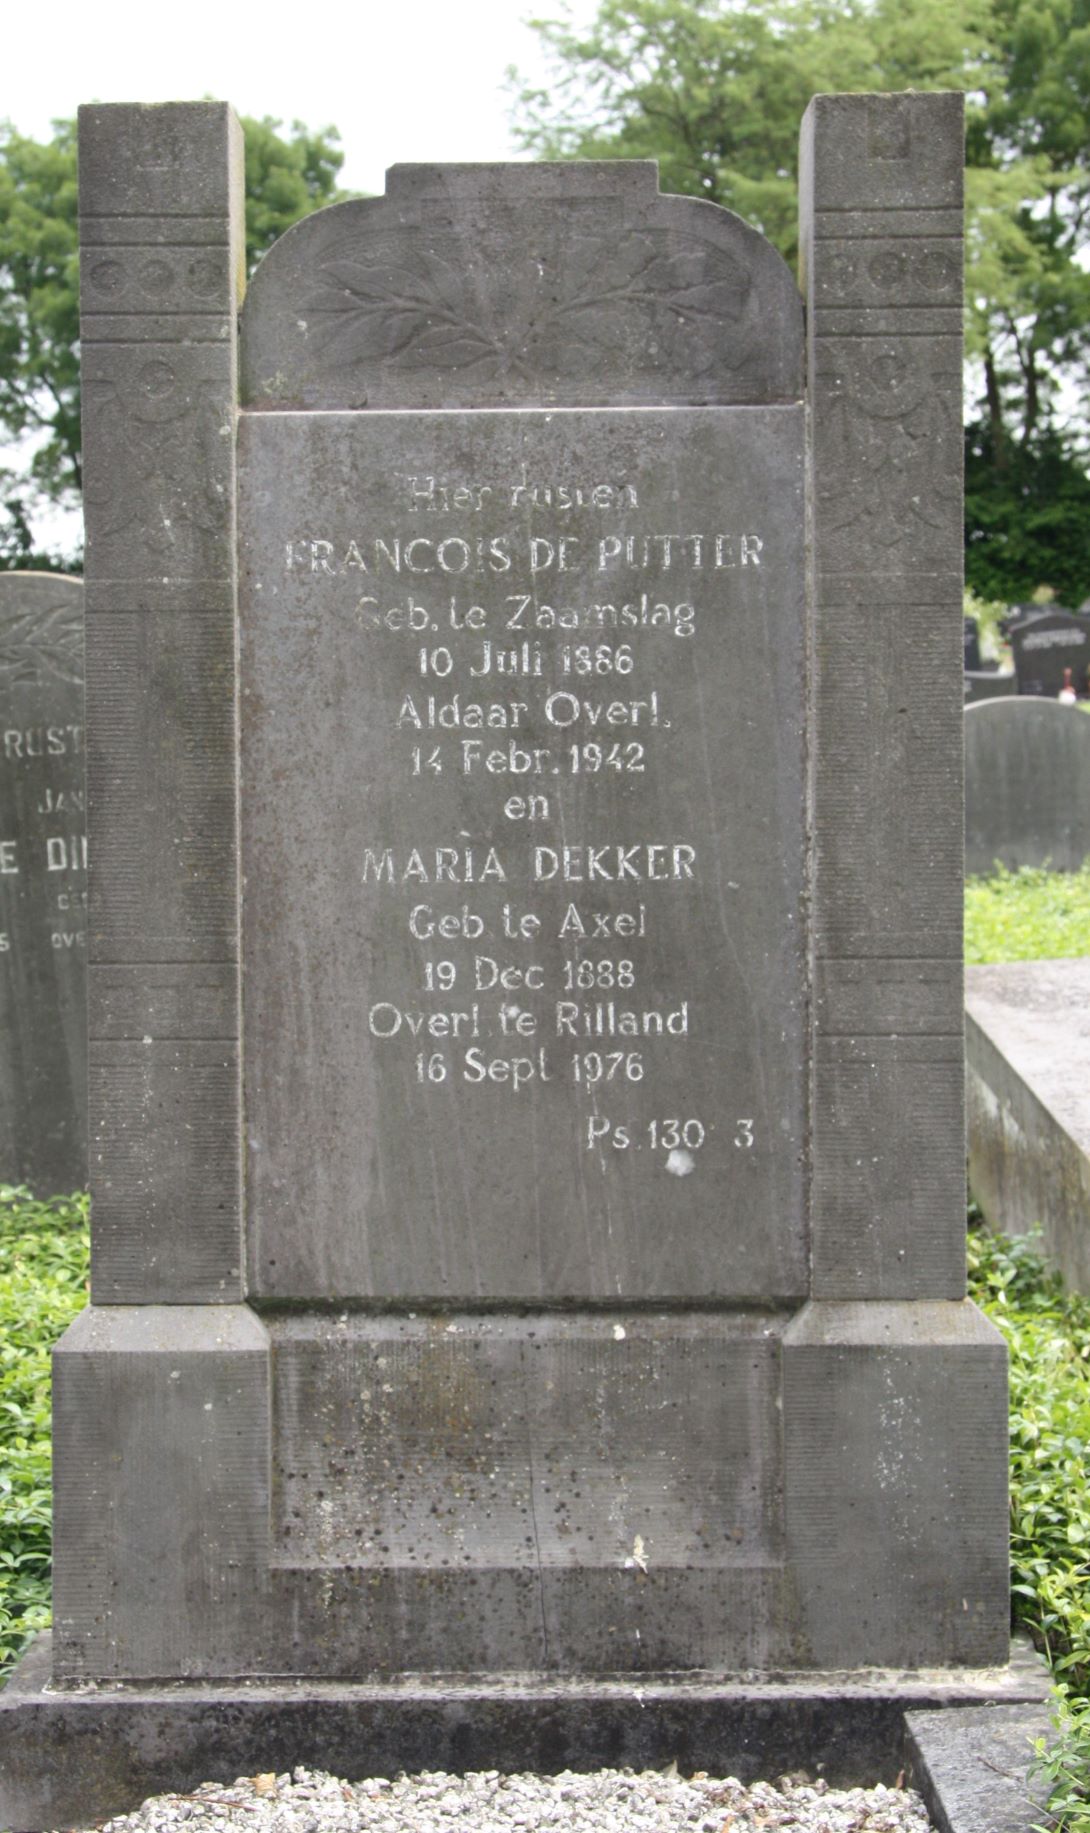 Hier rusten
FRANCOIS DE PUTTER
Geb. te Zaamslag
10 Juli 1886
Aldaar Overl.
14 Febr. 1942
en
MARIA DEKKER
Geb. te Axel
19 Dec 1888
Overl. te Rilland
16 Sept 1976
Ps. 130 3